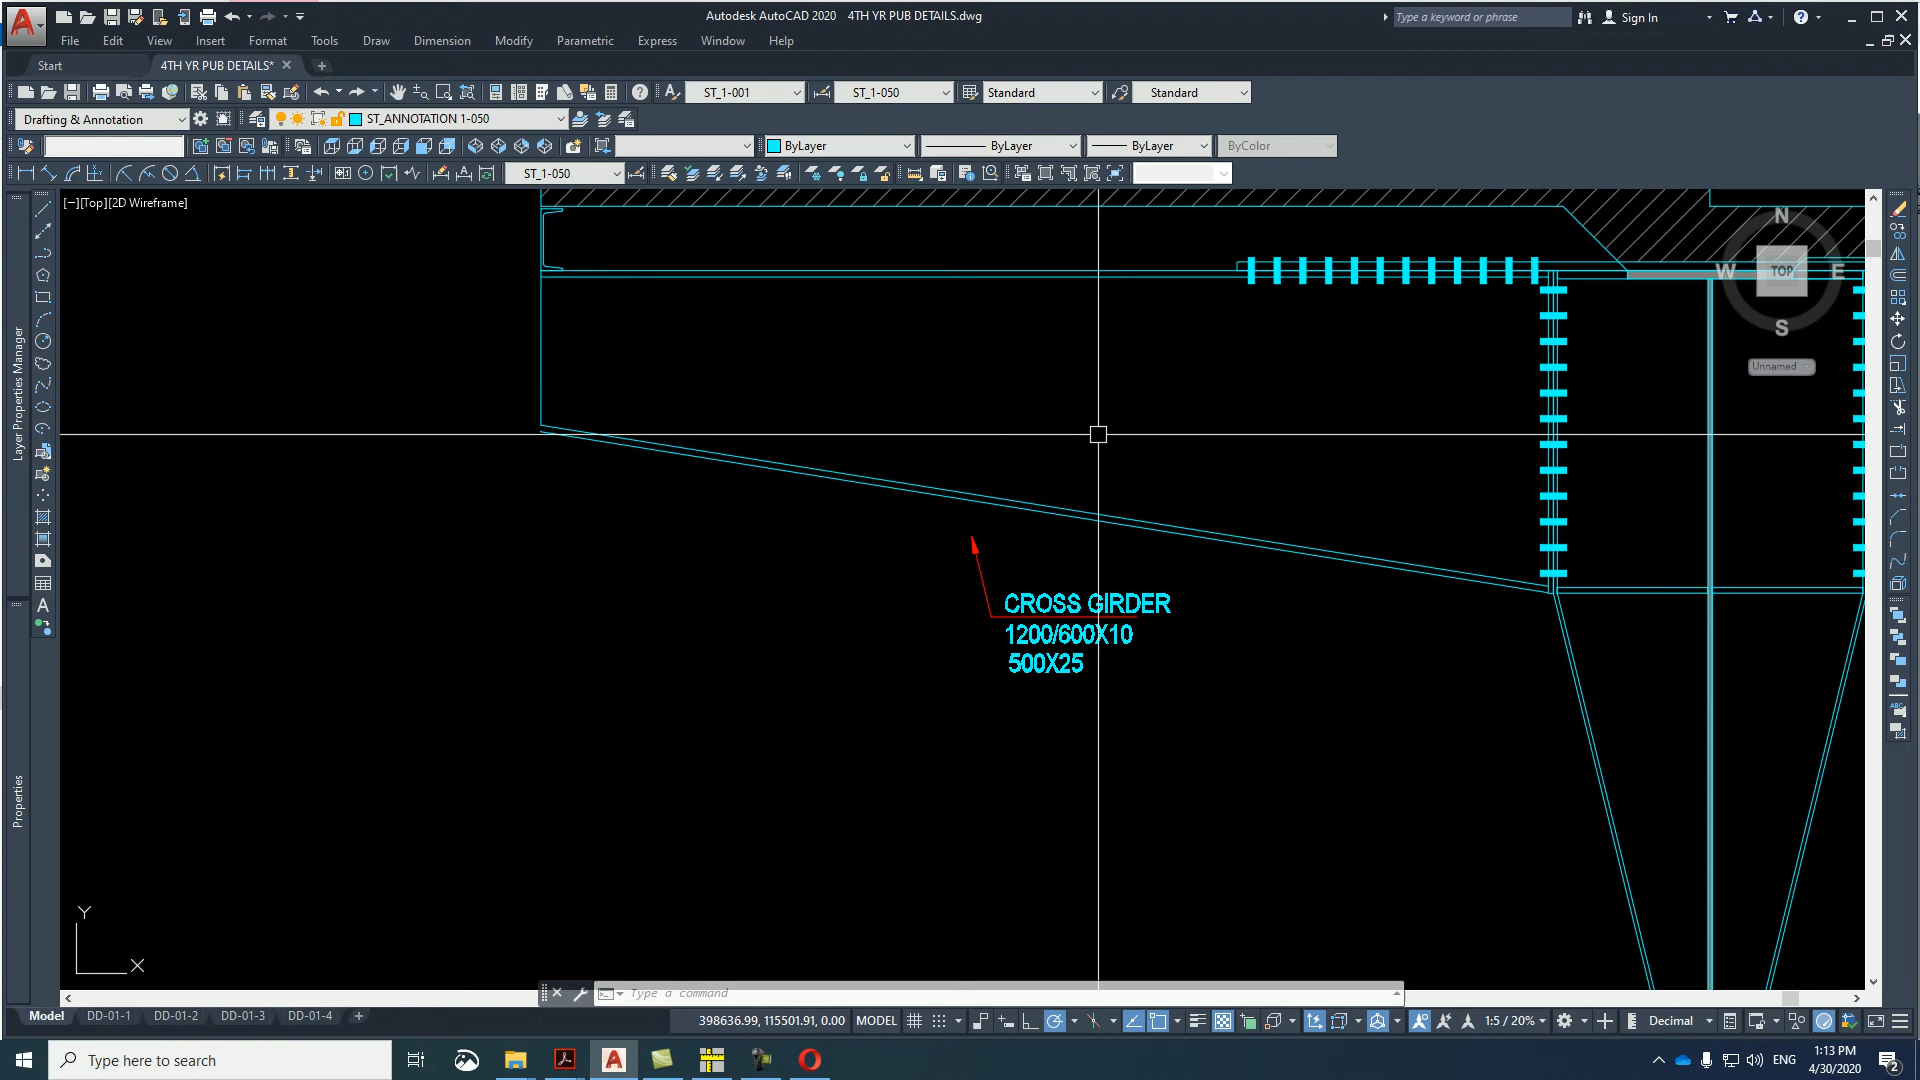 Autodesk AutoCAD 2020 4TH YR PUB DETAILS.dwg
Type a keyword or phrase
Sign In
File Edit View Insert Format Tools Draw Dimension Modify Parametric Express Window Help
Start 4TH YR PUB DETAILS*
ST_1-001 ST_1-050 Standard Standard
Drafting & Annotation ST_ANNOTATION 1-050
ByLayer ByLayer ByLayer ByColor
ST_1-050
[−][Top][2D Wireframe]
N
W TOP E
S
Unnamed
Layer Properties Manager
CROSS GIRDER
1200/600X10
500X25
Properties
Y
X
Type a command
Model DD-01-1 DD-01-2 DD-01-3 DD-01-4
398636.99, 115501.91, 0.00 MODEL 1:5 / 20% Decimal
Type here to search
ENG
1:13 PM
4/30/2020
2